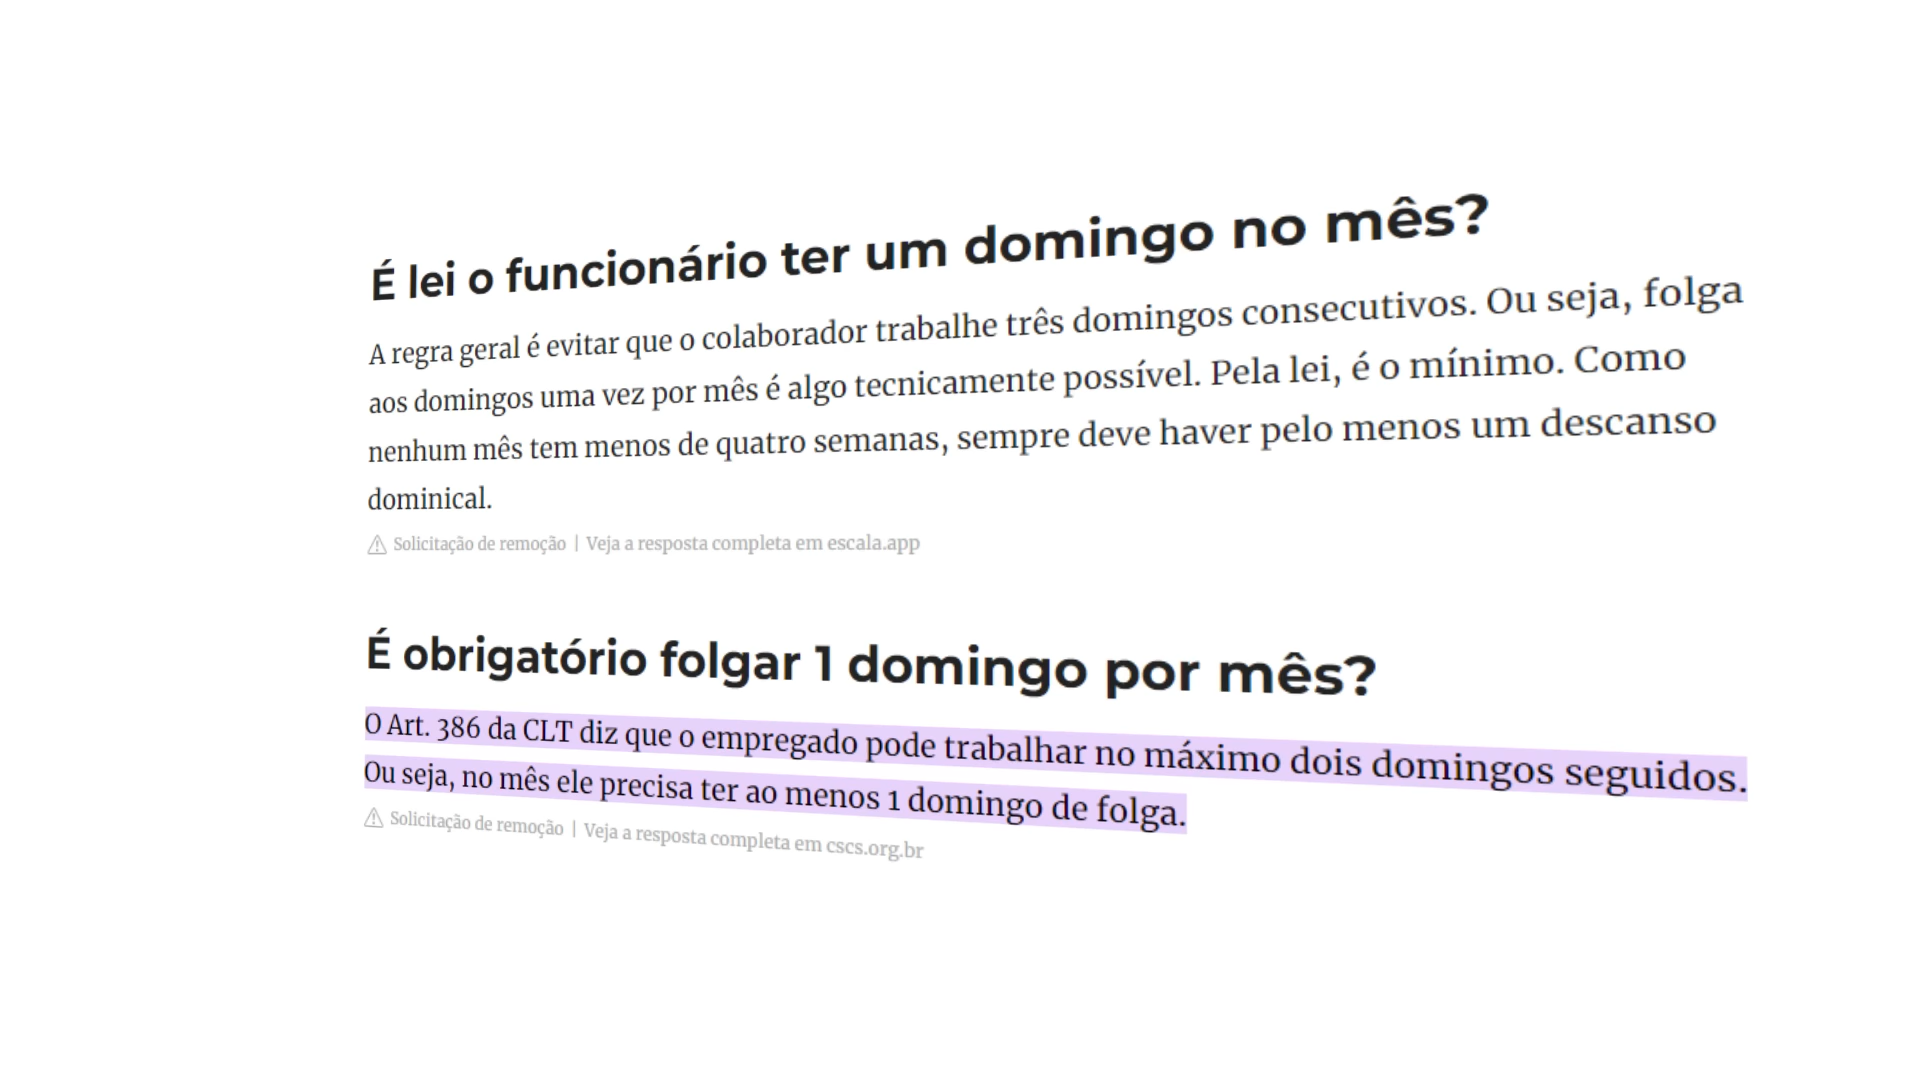 É lei o funcionário ter um domingo no mês?
A regra geral é evitar que o colaborador trabalhe três domingos consecutivos. Ou seja, folga
aos domingos uma vez por mês é algo tecnicamente possível. Pela lei, é o mínimo. Como
nenhum mês tem menos de quatro semanas, sempre deve haver pelo menos um descanso
dominical.
Solicitação de remoção | Veja a resposta completa em escala.app
É obrigatório folgar 1 domingo por mês?
O Art. 386 da CLT diz que o empregado pode trabalhar no máximo dois domingos seguidos.
Ou seja, no mês ele precisa ter ao menos 1 domingo de folga.
Solicitação de remoção | Veja a resposta completa em cscs.org.br